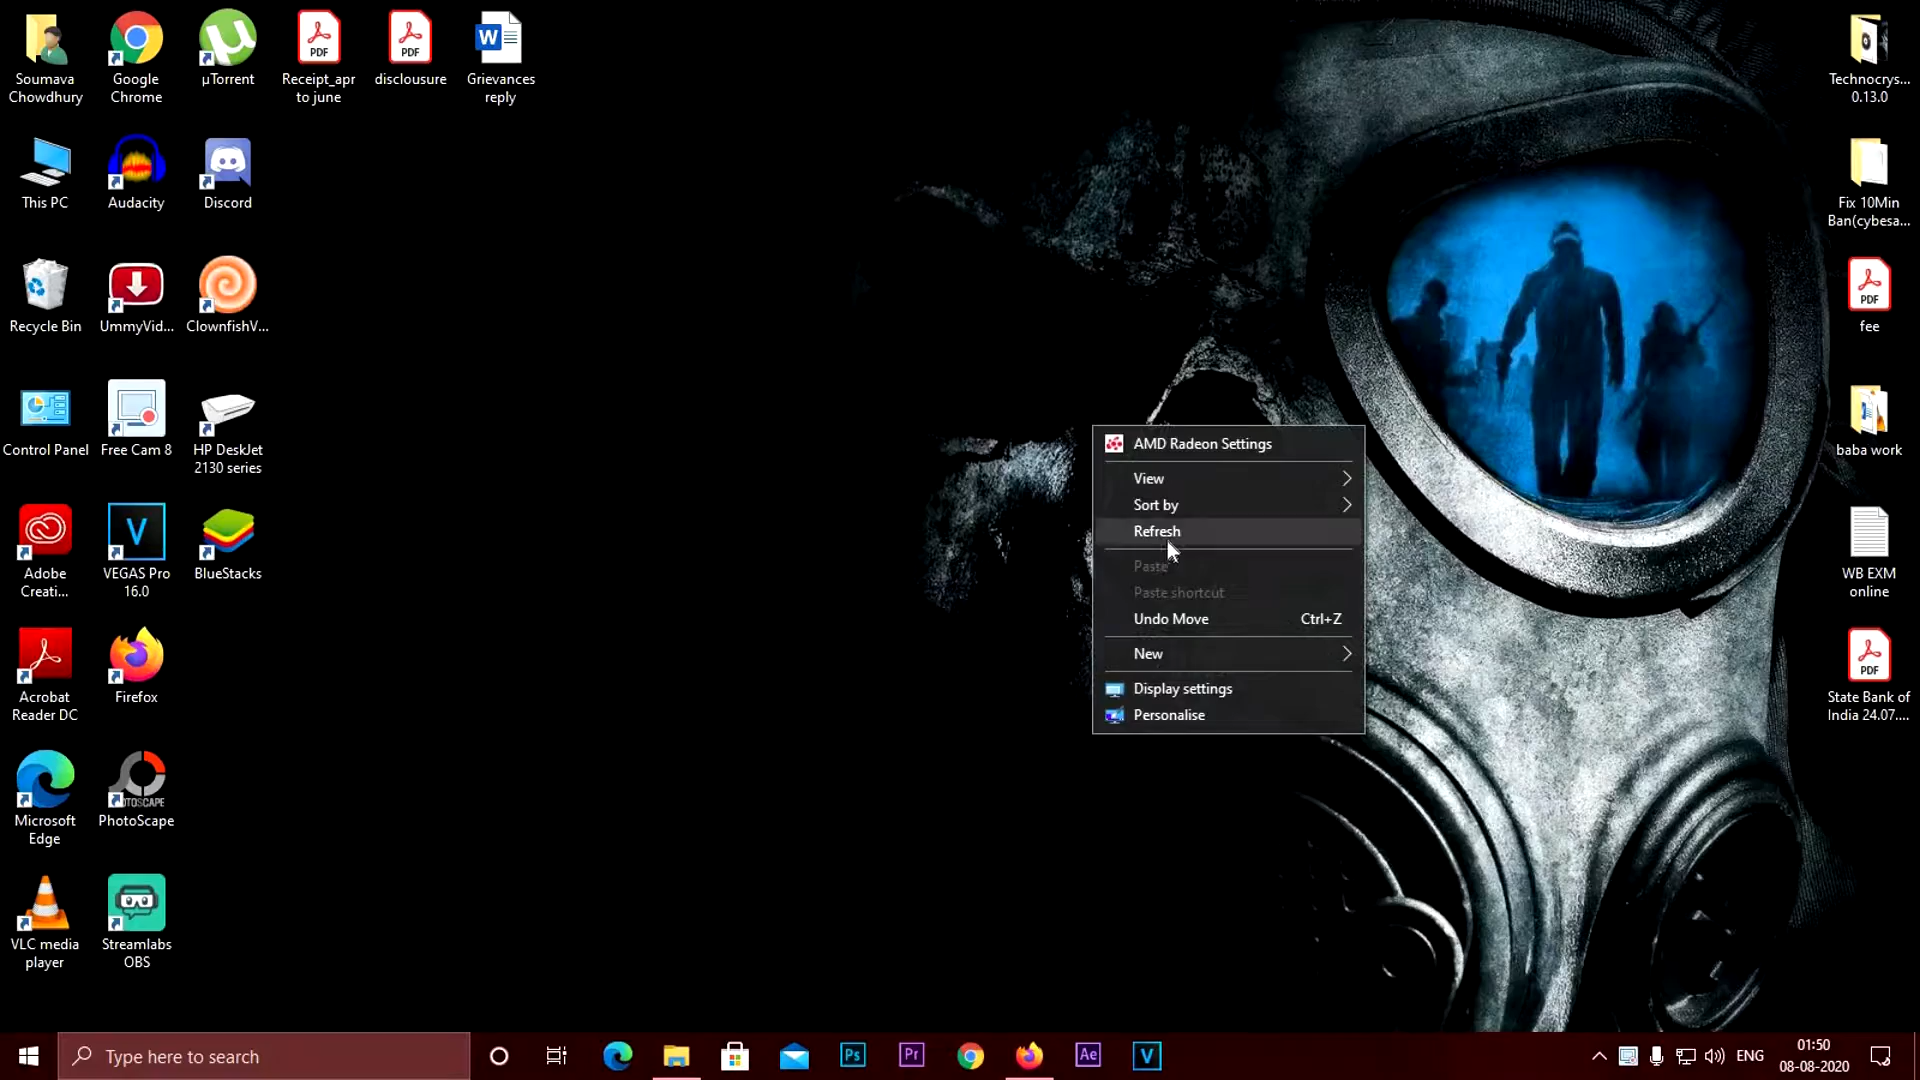 Soumava
Chowdhury
Google
Chrome
µTorrent
PDF
Receipt_apr
to june
PDF
disclousure
W
Grievances
reply
This PC
Audacity
Discord
Recycle Bin
UmmyVid...
ClownfishV...
Control Panel
Free Cam 8
HP DeskJet
2130 series
Adobe
Creati...
V
VEGAS Pro
16.0
BlueStacks
Acrobat
Reader DC
Firefox
Microsoft
Edge
PHOTOSCAPE
PhotoScape
VLC media
player
Streamlabs
OBS
AMD Radeon Settings
View
Sort by
Refresh
Paste
Paste shortcut
Undo Move Ctrl+Z
New
Display settings
Personalise
Technocrys...
0.13.0
Fix 10Min
Ban(cybesa...
PDF
fee
baba work
WB EXM
online
PDF
State Bank of
India 24.07....
Type here to search
Ps
Pr
Ae
V
ENG
01:50
08-08-2020